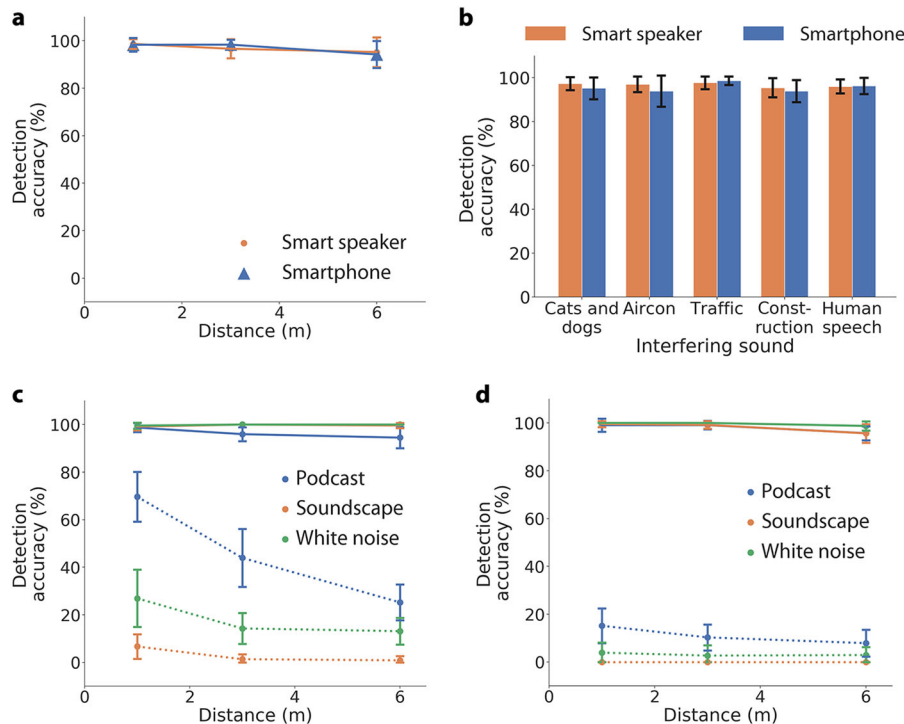 a
Detection
accuracy (%)
100
80
60
40
20
0
Smart speaker
Smartphone
0 2 4 6
Distance (m)
b
Smart speaker Smartphone
Detection
accuracy (%)
100
80
60
40
20
0
Cats and
dogs
Aircon
Traffic
Const-
ruction
Human
speech
Interfering sound
c
Detection
accuracy (%)
100
80
60
40
20
0
Podcast
Soundscape
White noise
0 2 4 6
Distance (m)
d
Detection
accuracy (%)
100
80
60
40
20
0
Podcast
Soundscape
White noise
0 2 4 6
Distance (m)